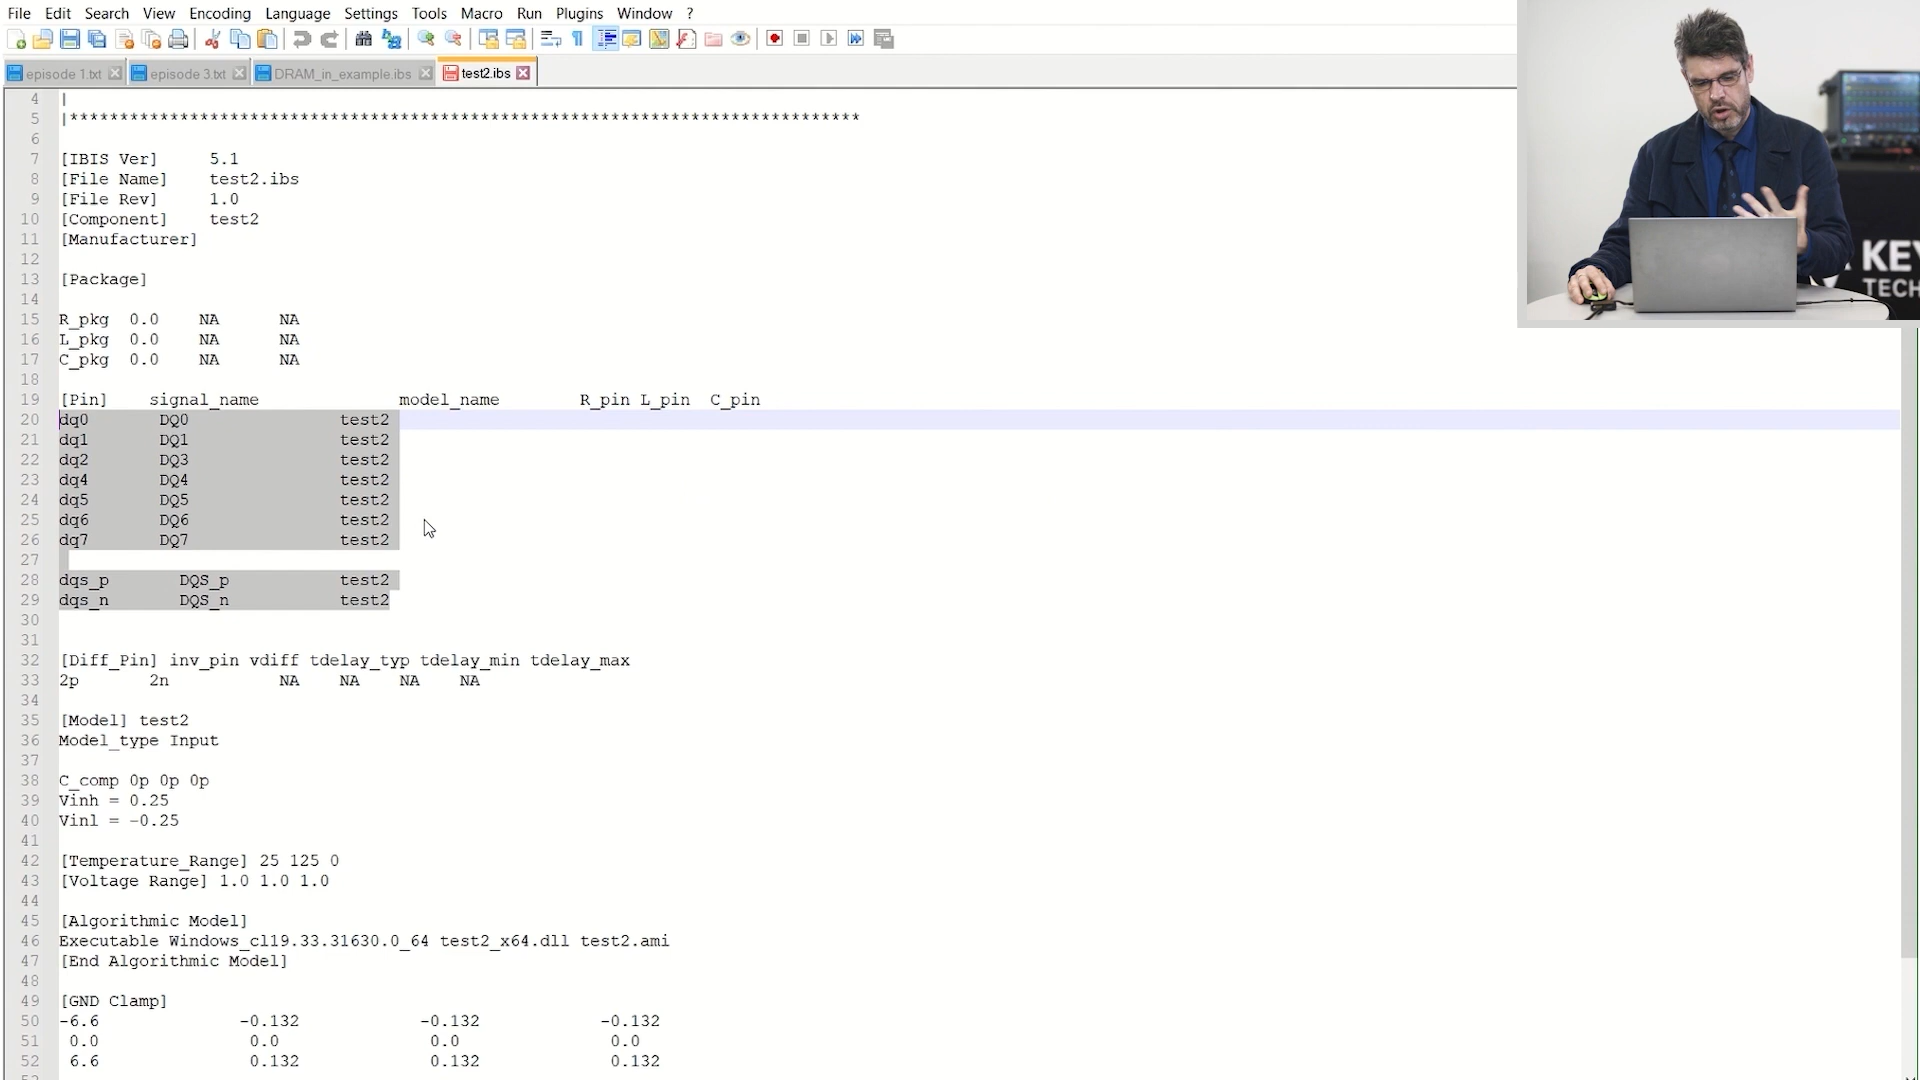 File Edit Search View Encoding Language Settings Tools Macro Run Plugins Window ?
episode 1.txt episode 3.txt DRAM_in_example.ibs test2.ibs
4 |
5 |*******************************************************************************
6
7 [IBIS Ver] 5.1
8 [File Name] test2.ibs
9 [File Rev] 1.0
10 [Component] test2
11 [Manufacturer]
12
13 [Package]
14
15 R_pkg 0.0 NA NA
16 L_pkg 0.0 NA NA
17 C_pkg 0.0 NA NA
18
19 [Pin] signal_name model_name R_pin L_pin C_pin
20 dq0 DQ0 test2
21 dq1 DQ1 test2
22 dq2 DQ3 test2
23 dq4 DQ4 test2
24 dq5 DQ5 test2
25 dq6 DQ6 test2
26 dq7 DQ7 test2
27
28 dqs_p DQS_p test2
29 dqs_n DQS_n test2
30
31
32 [Diff_Pin] inv_pin vdiff tdelay_typ tdelay_min tdelay_max
33 2p 2n NA NA NA NA
34
35 [Model] test2
36 Model_type Input
37
38 C_comp 0p 0p 0p
39 Vinh = 0.25
40 Vinl = -0.25
41
42 [Temperature_Range] 25 125 0
43 [Voltage Range] 1.0 1.0 1.0
44
45 [Algorithmic Model]
46 Executable Windows_cl19.33.31630.0_64 test2_x64.dll test2.ami
47 [End Algorithmic Model]
48
49 [GND Clamp]
50 -6.6 -0.132 -0.132 -0.132
51 0.0 0.0 0.0 0.0
52 6.6 0.132 0.132 0.132
KEY
TECH